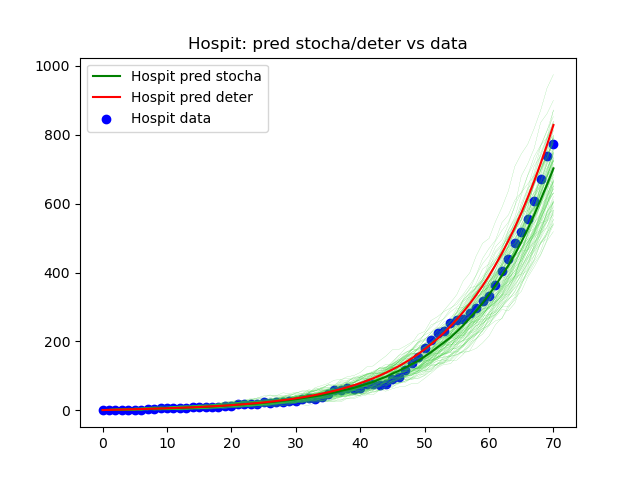 Hospit: pred stocha/deter vs data
Hospit pred stocha
Hospit pred deter
Hospit data
1000
800
600
400
200
0
0 10 20 30 40 50 60 70